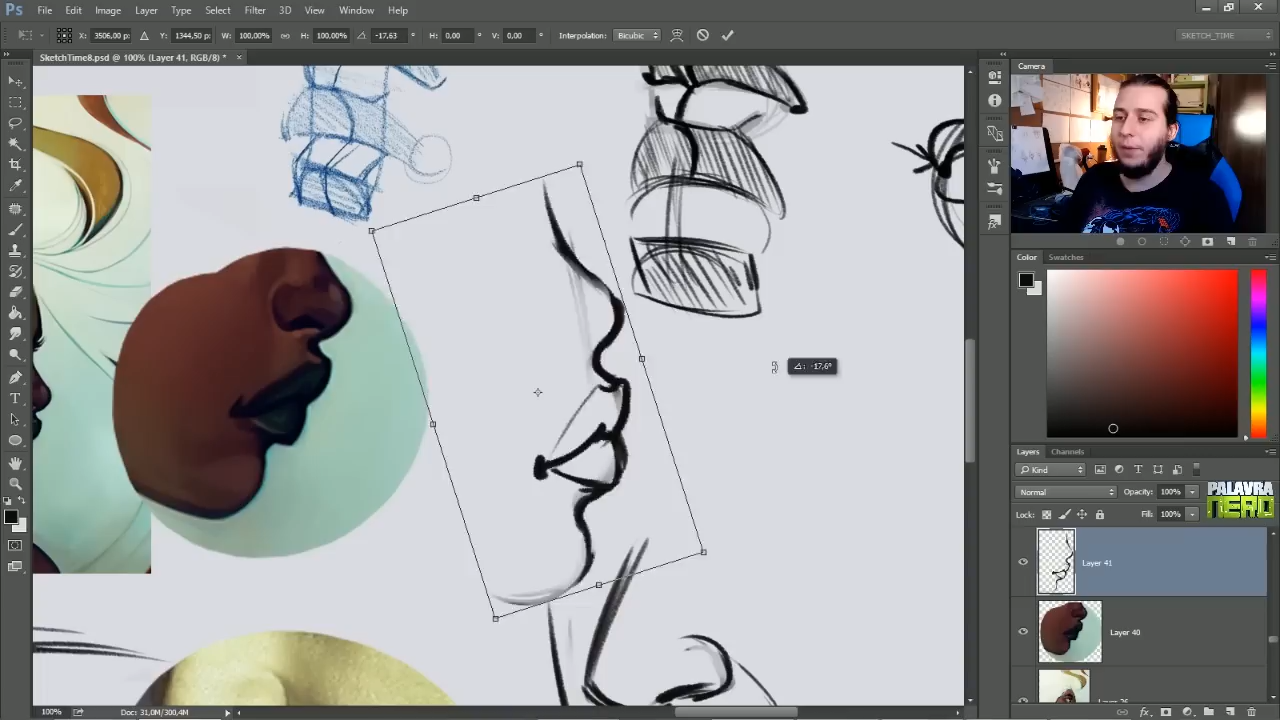 Ps File Edit Image Layer Type Select Filter 3D View Window Help
X: 3506,00 p: Y: 1344,50 p: W: 100,00% H: 100.00% -17,63 ° H: 0,00 ° V: 0,00 ° Interpolation: Bicubic SKETCH_TIME
SketchTime8.psd @ 100% (Layer 41, RGB/8) * ×
Camera
Color Swatches
: -17,6°
Layers Channels
Kind
Normal Opacity: 100%
Lock: Fill: 100%
PALAVRA
NERD
Layer 41
Layer 40
100% Doc: 31,0M/300,4M